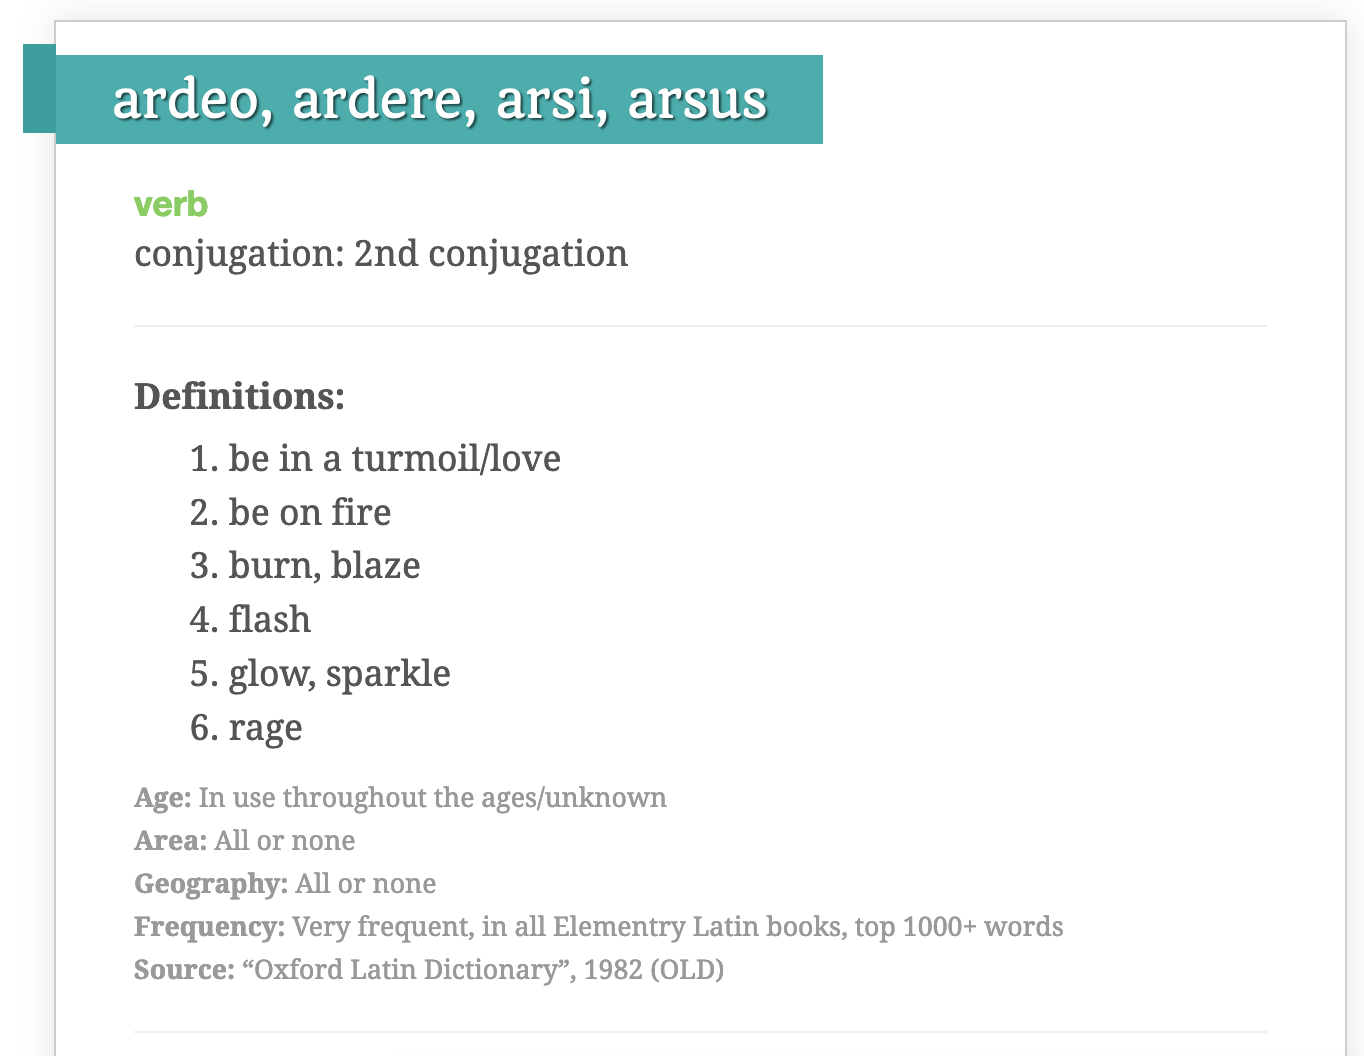 ardeo, ardere, arsi, arsus
verb
conjugation: 2nd conjugation
Definitions:
1. be in a turmoil/love
2. be on fire
3. burn, blaze
4. flash
5. glow, sparkle
6. rage
Age: In use throughout the ages/unknown
Area: All or none
Geography: All or none
Frequency: Very frequent, in all Elementry Latin books, top 1000+ words
Source: “Oxford Latin Dictionary”, 1982 (OLD)